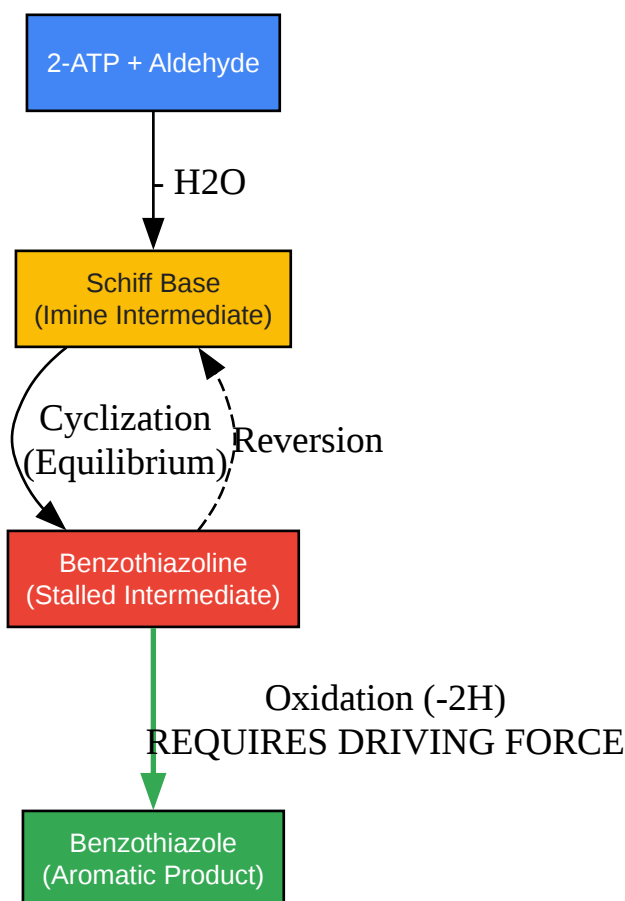 2-ATP + Aldehyde
- H2O
Schiff Base
(Imine Intermediate)
Cyclization
(Equilibrium)
Reversion
Benzothiazoline
(Stalled Intermediate)
Oxidation (-2H)
REQUIRES DRIVING FORCE
Benzothiazole
(Aromatic Product)